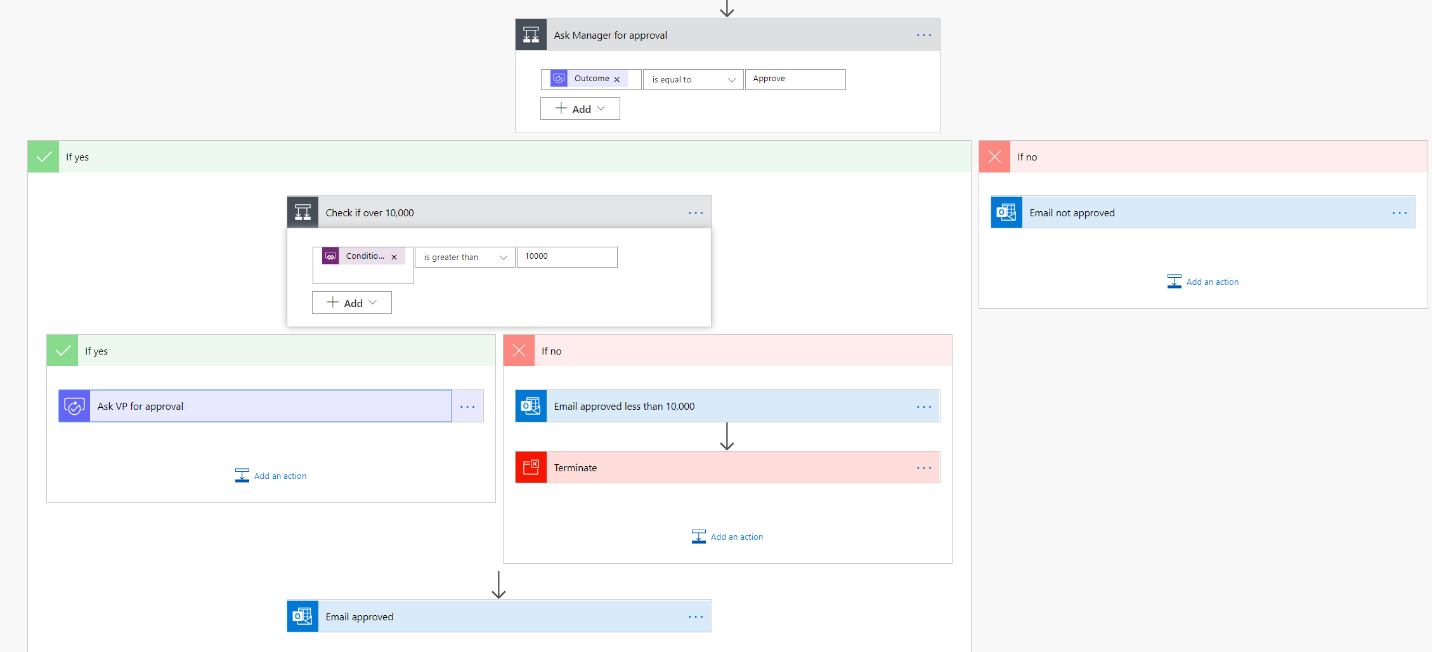 Ask Manager for approval
Outcome is equal to Approve
Add
If yes
If no
Check if over 10,000
Email not approved
Conditio... is greater than 10000
Add an action
Add
If yes
If no
Ask VP for approval
Email approved less than 10,000
Terminate
Add an action
Add an action
Email approved